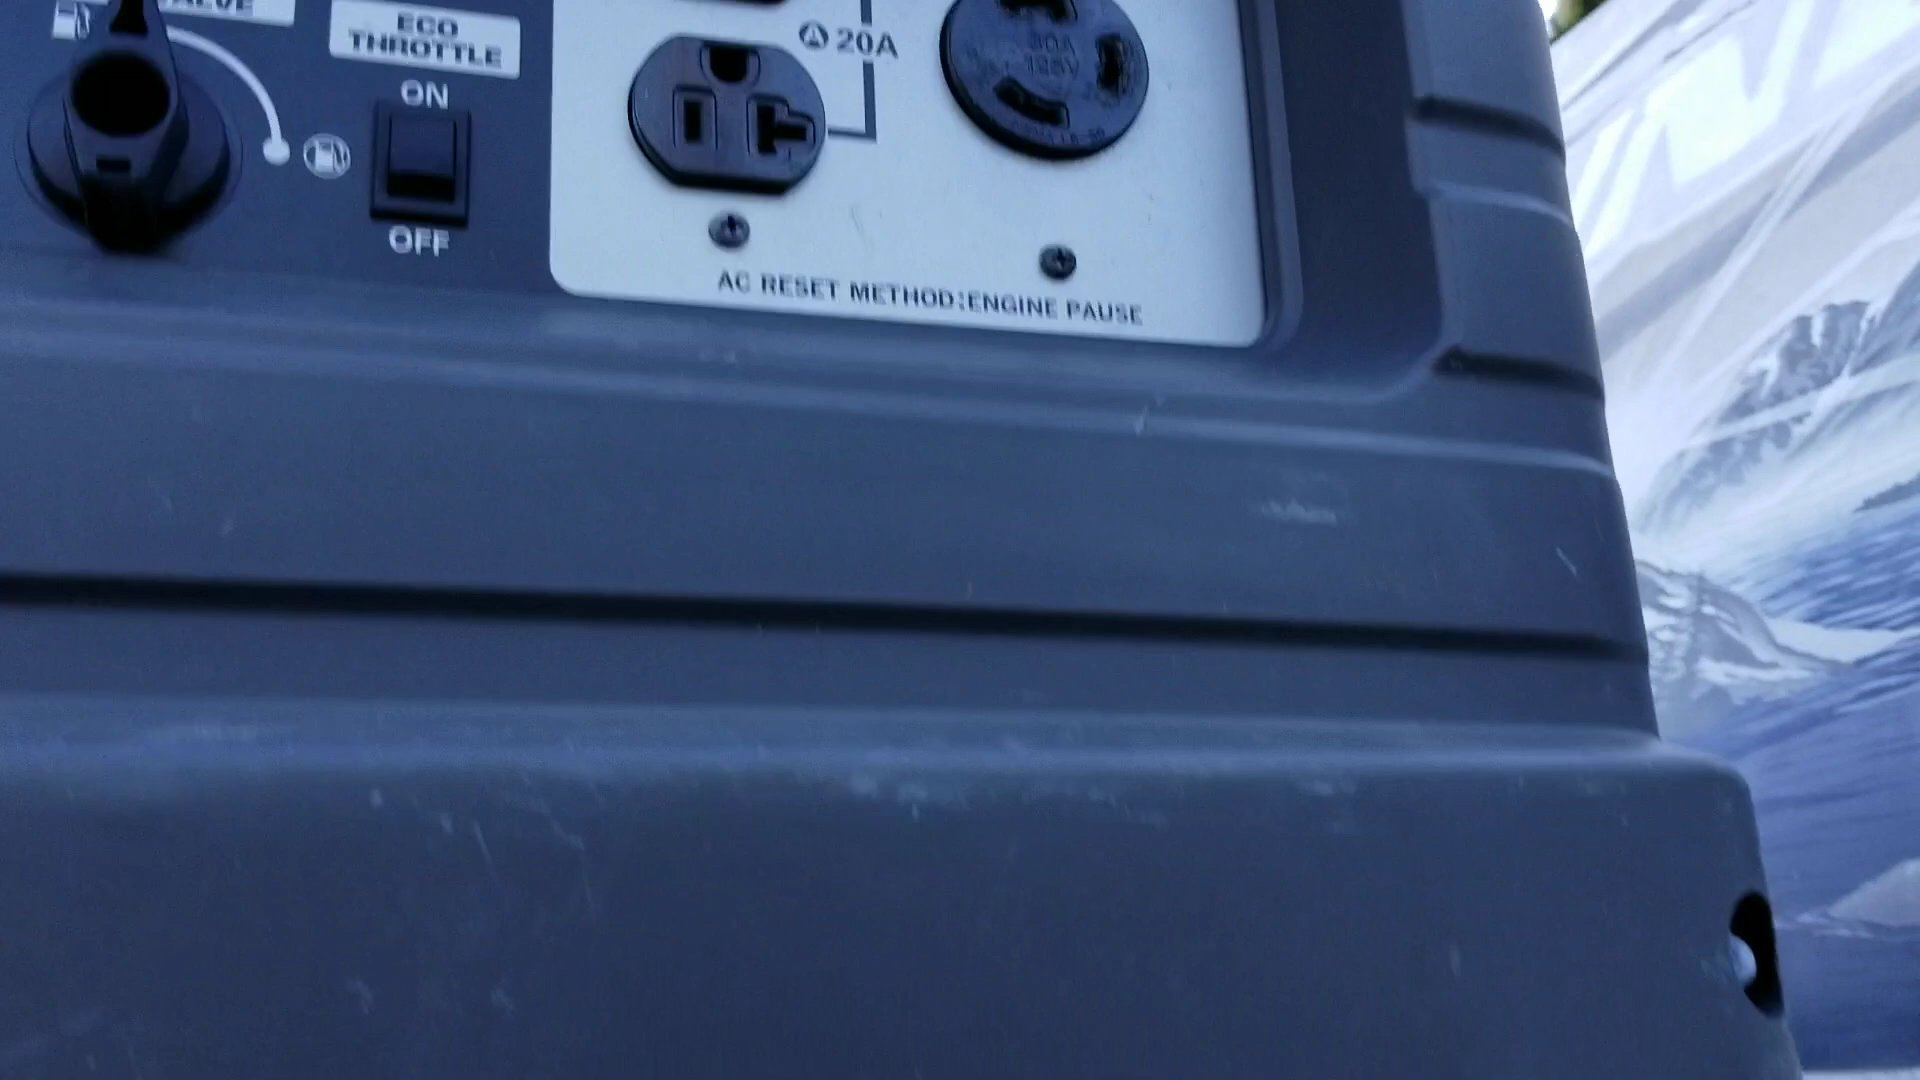 ECO
THROTTLE
ON
OFF
20A
30A
125V
AC RESET METHOD:ENGINE PAUSE